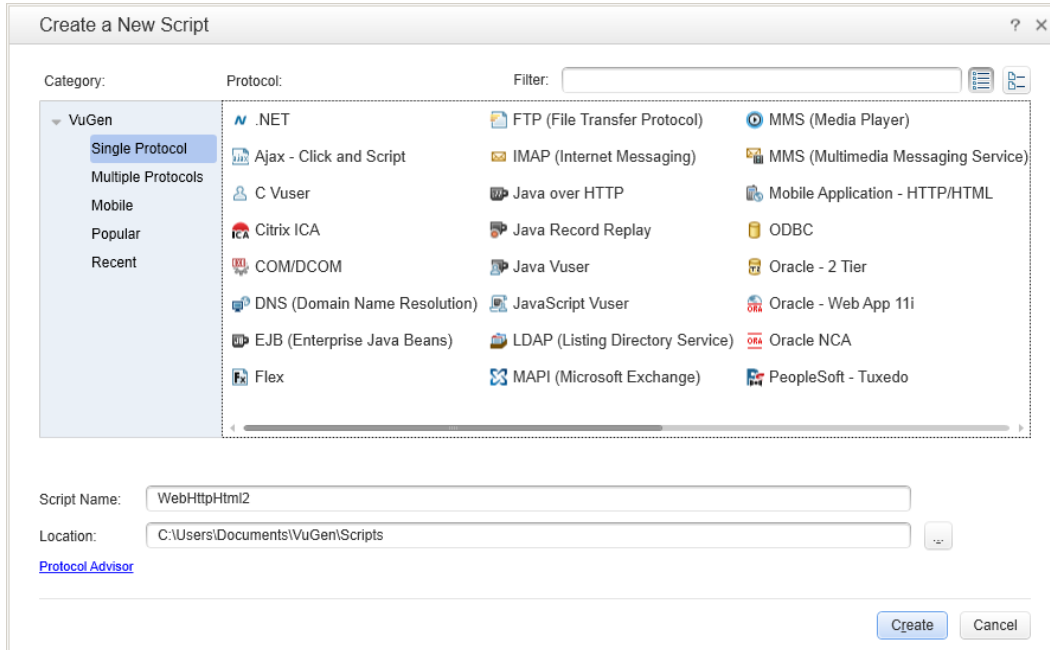 Create a New Script
? ×
Category:
Protocol:
Filter:
VuGen
Single Protocol
Multiple Protocols
Mobile
Popular
Recent
.NET
FTP (File Transfer Protocol)
MMS (Media Player)
Ajax - Click and Script
IMAP (Internet Messaging)
MMS (Multimedia Messaging Service)
C Vuser
Java over HTTP
Mobile Application - HTTP/HTML
ICA Citrix ICA
Java Record Replay
ODBC
COM/DCOM
Java Vuser
Oracle - 2 Tier
DNS (Domain Name Resolution)
JavaScript Vuser
ORA Oracle - Web App 11i
EJB (Enterprise Java Beans)
LDAP (Listing Directory Service)
ORA Oracle NCA
Fx Flex
MAPI (Microsoft Exchange)
PeopleSoft - Tuxedo
Script Name:
WebHttpHtml2
Location:
C:\Users\Documents\VuGen\Scripts
...
Protocol Advisor
Create
Cancel